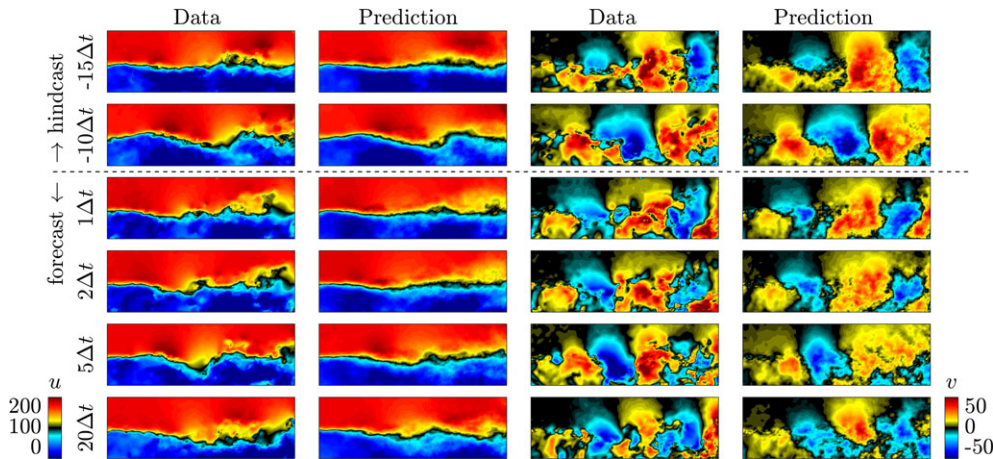 Data Prediction Data Prediction
-15Δt
→ hindcast
-10Δt
forecast ←
1Δt
2Δt
5Δt
20Δt
u
200
100
0
v
50
0
-50